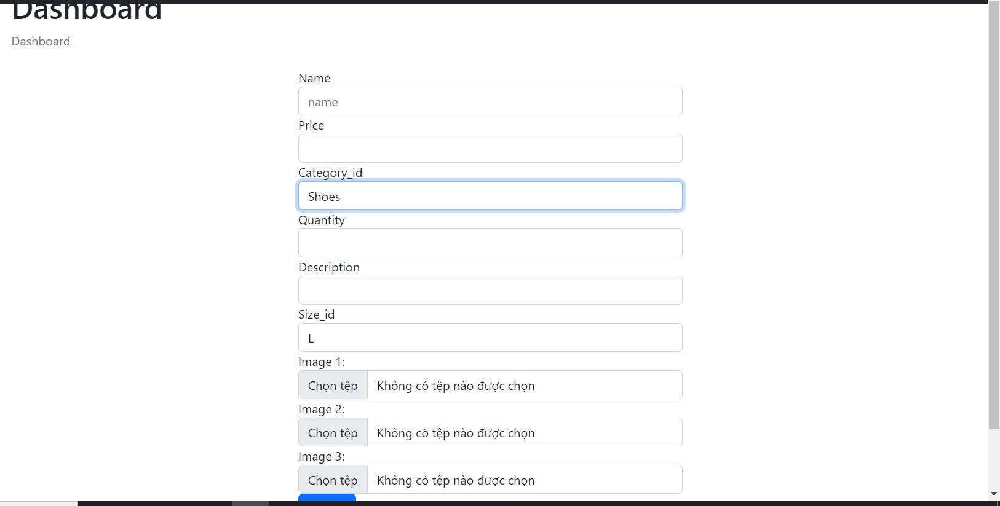 Dashboard
Dashboard
Name
name
Price
Category_id
Shoes
Quantity
Description
Size_id
L
Image 1:
Chọn tệp Không có tệp nào được chọn
Image 2:
Chọn tệp Không có tệp nào được chọn
Image 3:
Chọn tệp Không có tệp nào được chọn